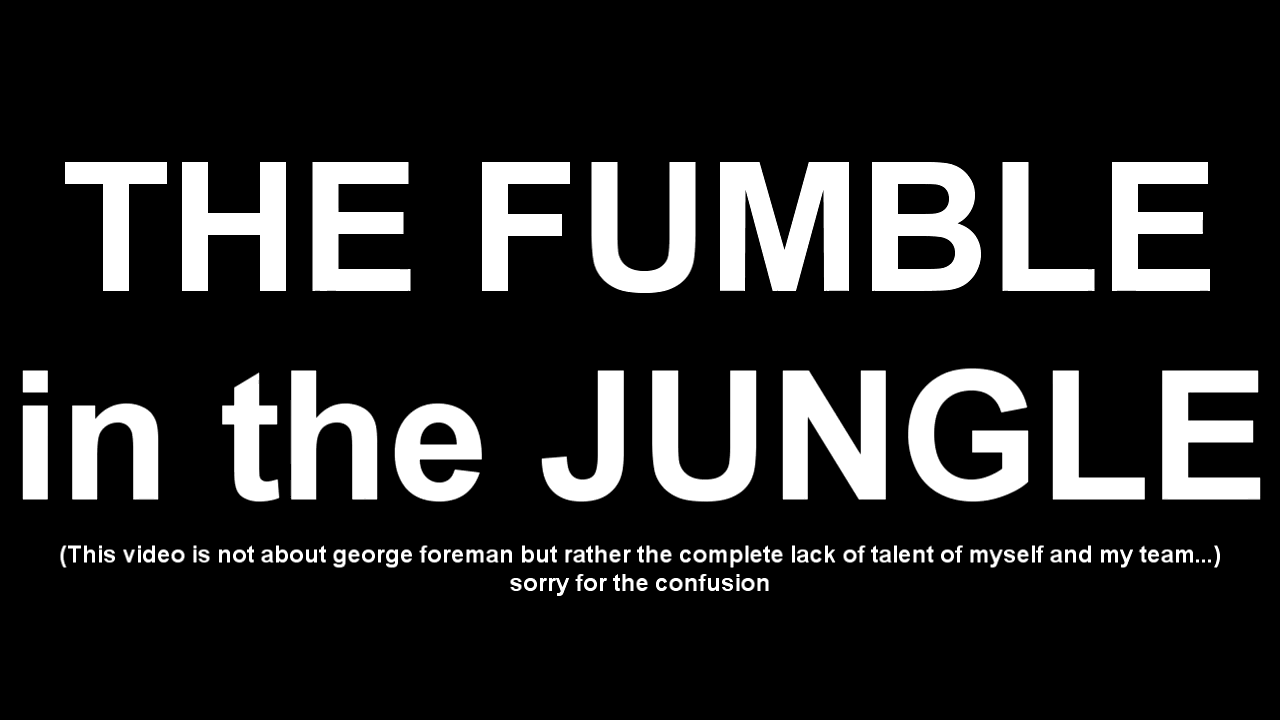 THE FUMBLE
in the JUNGLE
(This video is not about george foreman but rather the complete lack of talent of myself and my team...)
sorry for the confusion